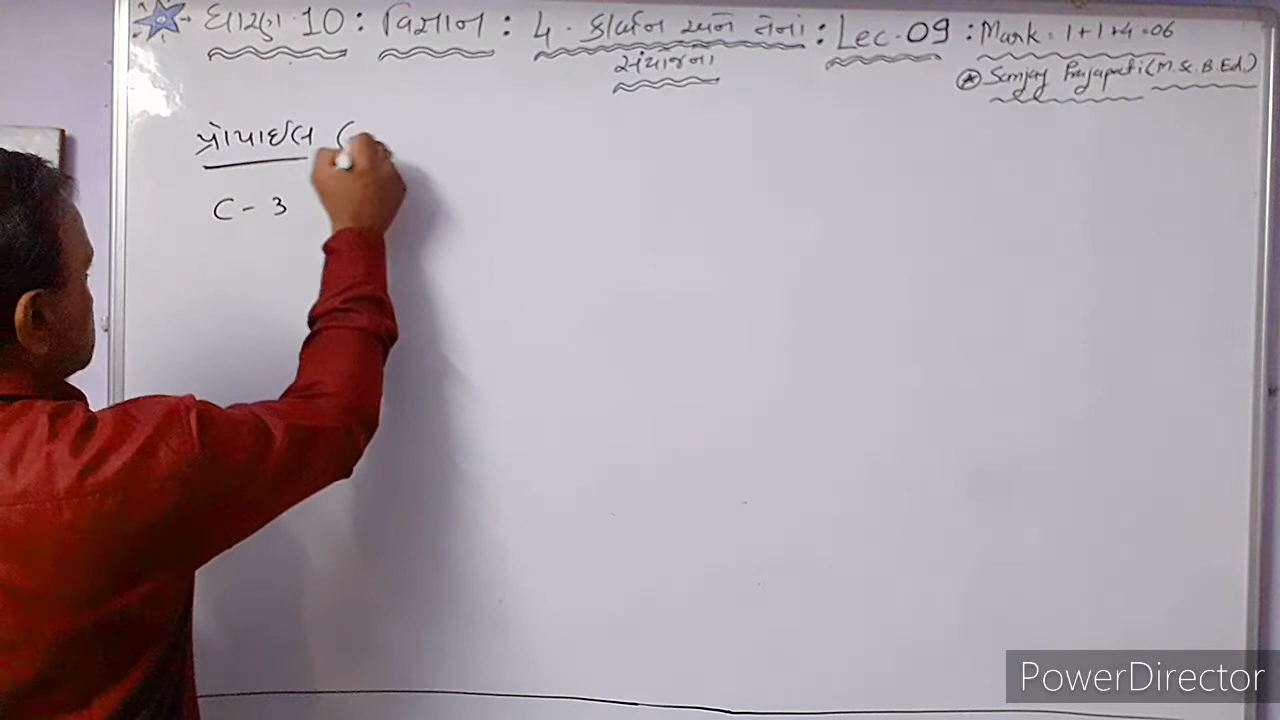 ધોરણ. 10 : વિજ્ઞાન : 4. કાર્બન અને તેનાં : Lec. 09 : Mark : 1+1+4=06
સંયોજનો
Sanjay Prajapati (M.Sc. B.Ed.)
પ્રોપાઈલ (
C - 3
PowerDirector